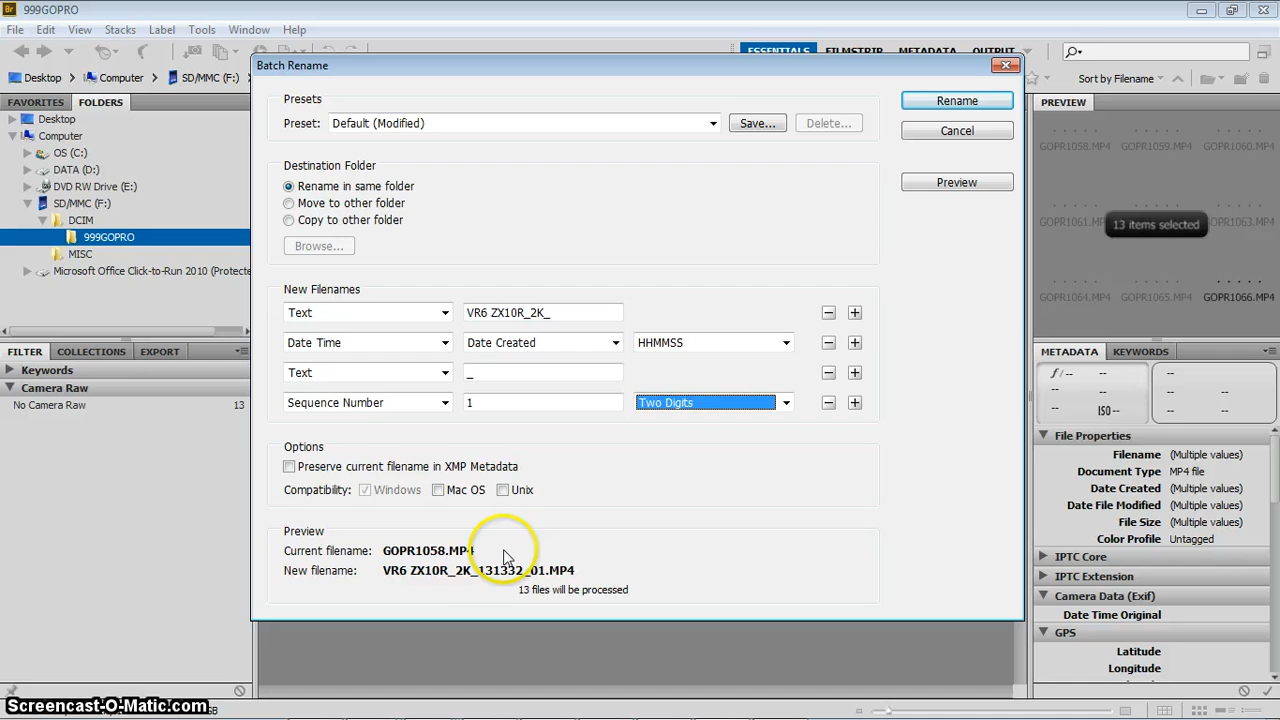 Br 999GOPRO
File Edit View Stacks Label Tools Window Help
ESSENTIALS FILMSTRIP METADATA OUTPUT
Desktop Computer SD/MMC (F:) Sort by Filename
FAVORITES FOLDERS
Desktop
Computer
OS (C:)
DATA (D:)
DVD RW Drive (E:)
SD/MMC (F:)
DCIM
999GOPRO
MISC
Microsoft Office Click-to-Run 2010 (Protecte
FILTER COLLECTIONS EXPORT
Keywords
Camera Raw
No Camera Raw 13
Batch Rename
Presets
Preset: Default (Modified) Save... Delete...
Destination Folder
Rename in same folder
Move to other folder
Copy to other folder
Browse...
New Filenames
Text VR6 ZX10R_2K_
Date Time Date Created HHMMSS
Text _
Sequence Number 1 Two Digits
Options
Preserve current filename in XMP Metadata
Compatibility: Windows Mac OS Unix
Preview
Current filename: GOPR1058.MP4
New filename: VR6 ZX10R_2K_131332_01.MP4
13 files will be processed
Rename
Cancel
Preview
PREVIEW
GOPR1058.MP4 GOPR1059.MP4 GOPR1060.MP4
GOPR1061.MP4
13 items selected
GOPR1064.MP4 GOPR1065.MP4 GOPR1066.MP4
METADATA KEYWORDS
ƒ/ -- --
-- --
-- ISO --
-- --
--
-- --
File Properties
Filename (Multiple values)
Document Type MP4 file
Date Created (Multiple values)
Date File Modified (Multiple values)
File Size (Multiple values)
Color Profile Untagged
IPTC Core
IPTC Extension
Camera Data (Exif)
Date Time Original
GPS
Latitude
Longitude
Screencast-O-Matic.com